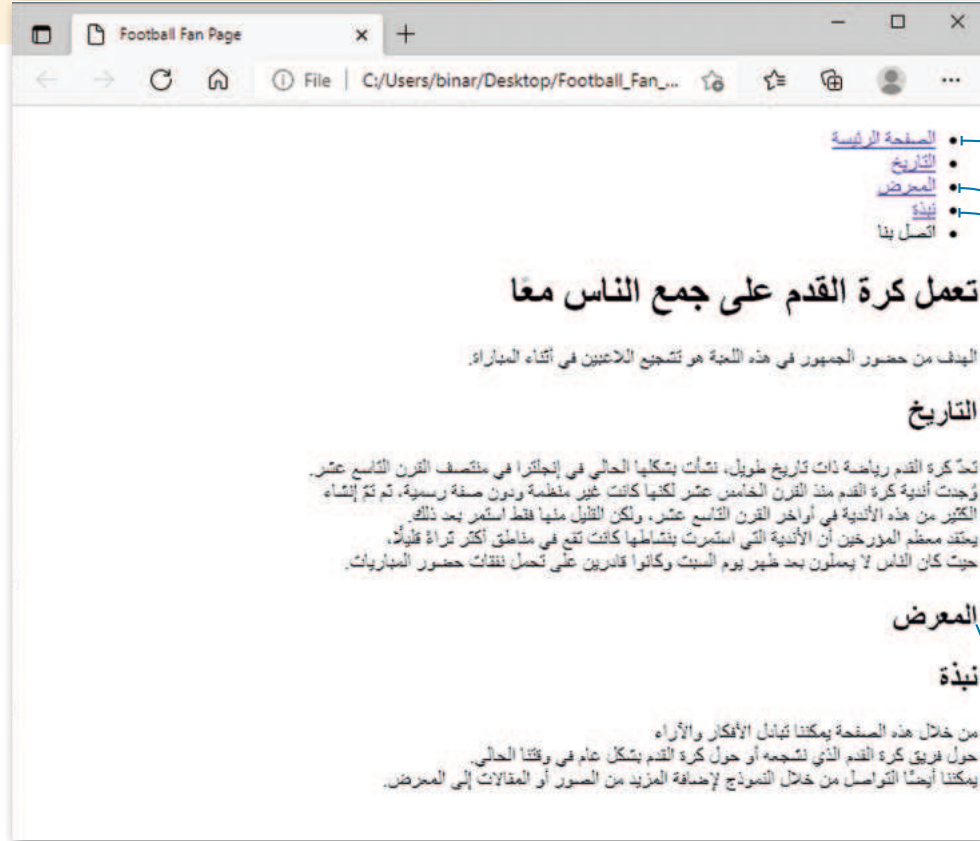 Football Fan Page
File | C:/Users/binar/Desktop/Football_Fan_...
الصفحة الرئيسة
التاريخ
المعرض
نبذة
اتصل بنا
تعمل كرة القدم على جمع الناس معًا
الهدف من حضور الجمهور في هذه اللعبة هو تشجيع اللاعبين في أثناء المباراة.
التاريخ
تعدّ كرة القدم رياضة ذات تاريخ طويل، نشأت بشكلها الحالي في إنجلترا في منتصف القرن التاسع عشر.
وُجدت أندية كرة القدم منذ القرن الخامس عشر لكنها كانت غير منظمة ودون صفة رسمية، ثم تمّ إنشاء
الكثير من هذه الأندية في أواخر القرن التاسع عشر، ولكن القليل منها فقط استمر بعد ذلك.
يعتقد معظم المؤرخين أن الأندية التي استمرت بنشاطها كانت تقع في مناطق أكثر ثراءً قليلًا،
حيث كان الناس لا يعملون بعد ظهر يوم السبت وكانوا قادرين على تحمل نفقات حضور المباريات.
المعرض
نبذة
من خلال هذه الصفحة يمكننا تبادل الأفكار والآراء
حول فريق كرة القدم الذي نشجعه أو حول كرة القدم بشكل عام في وقتنا الحالي.
يمكننا أيضًا التواصل من خلال النموذج لإضافة المزيد من الصور أو المقالات إلى المعرض.